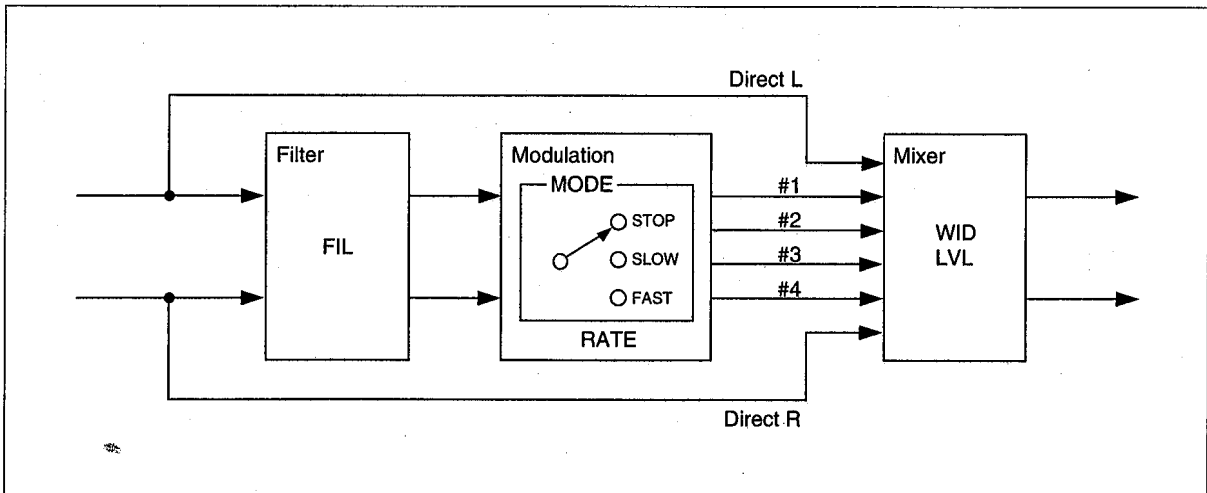 Direct L
Filter
FIL
Modulation
MODE
STOP
SLOW
FAST
RATE
#1
#2
#3
#4
Mixer
WID
LVL
Direct R